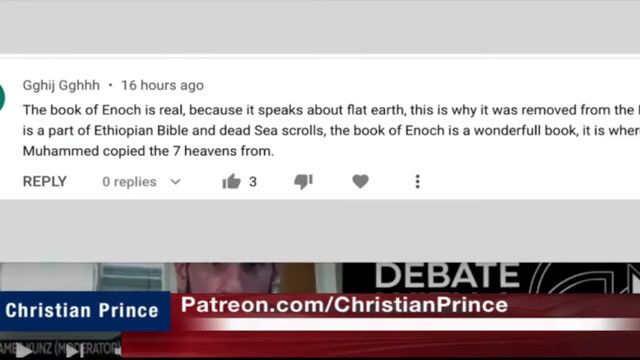 Gghij Gghhh • 16 hours ago
The book of Enoch is real, because it speaks about flat earth, this is why it was removed from the
is a part of Ethiopian Bible and dead Sea scrolls, the book of Enoch is a wonderfull book, it is where
Muhammed copied the 7 heavens from.
REPLY 0 replies 3
DEBATE
Christian Prince
Patreon.com/ChristianPrince
KUNZ (MODERATOR)